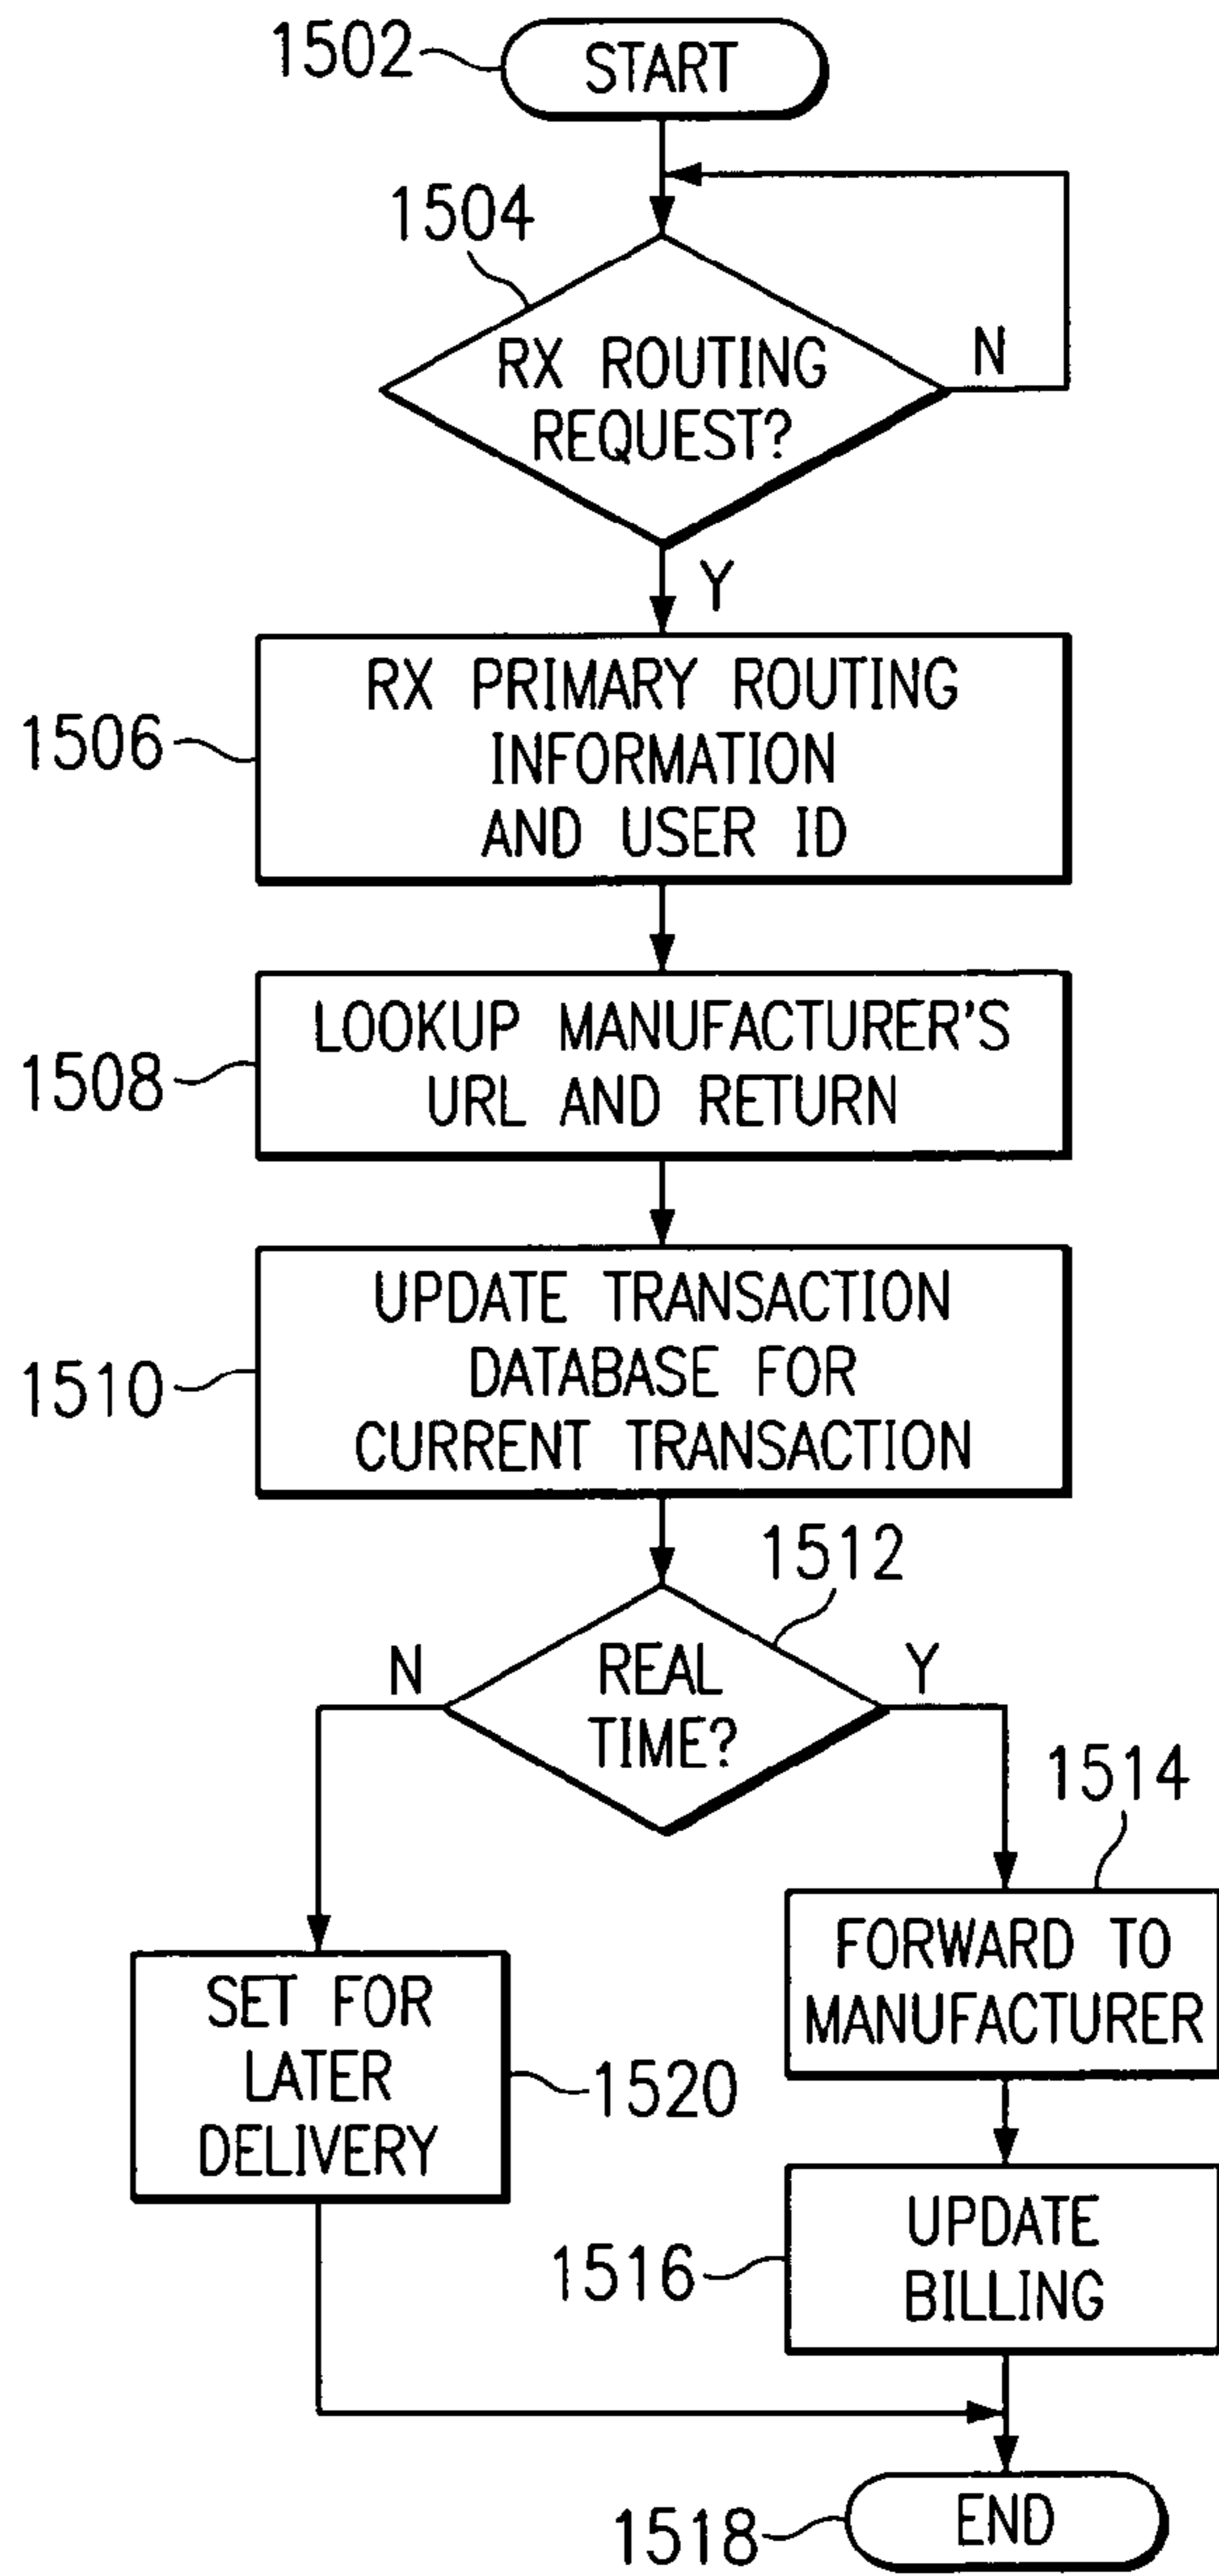 1502
START
1504
RX ROUTING
REQUEST?
N
Y
1506
RX PRIMARY ROUTING
INFORMATION
AND USER ID
1508
LOOKUP MANUFACTURER'S
URL AND RETURN
1510
UPDATE TRANSACTION
DATABASE FOR
CURRENT TRANSACTION
1512
N
REAL
TIME?
Y
1514
FORWARD TO
MANUFACTURER
SET FOR
LATER
DELIVERY
1520
1516
UPDATE
BILLING
1518
END